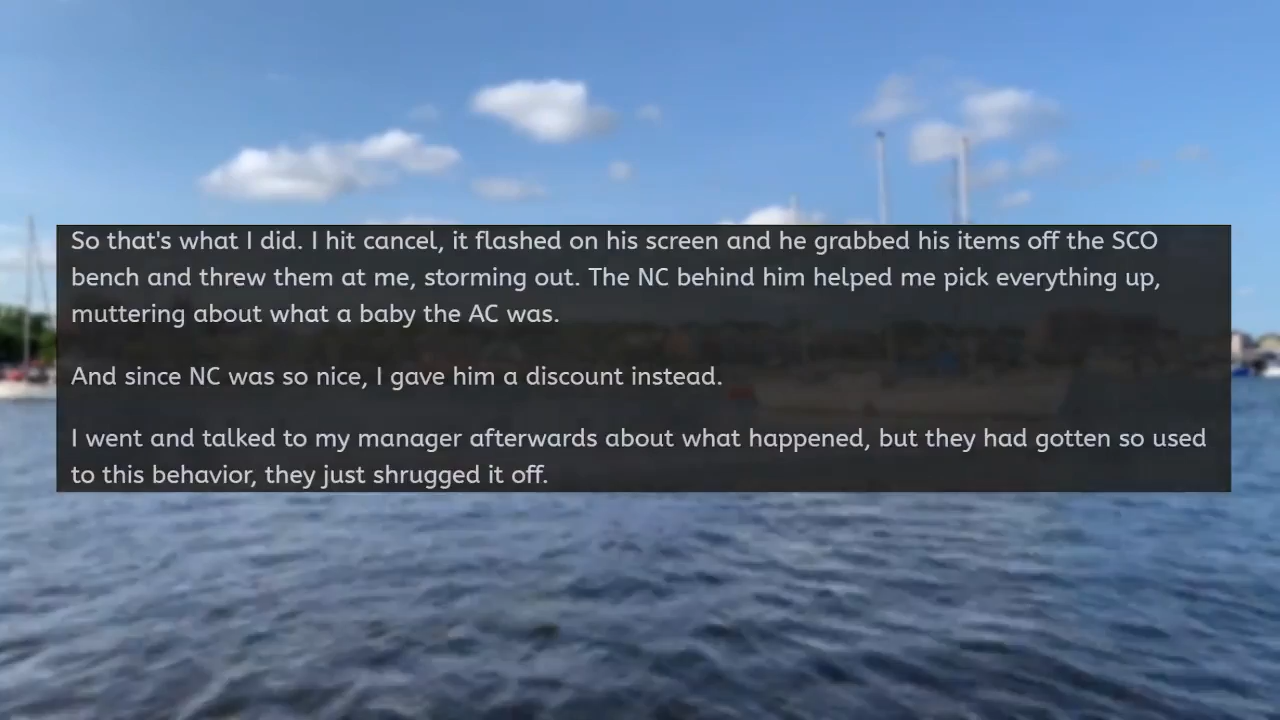 So that's what I did. I hit cancel, it flashed on his screen and he grabbed his items off the SCO
bench and threw them at me, storming out. The NC behind him helped me pick everything up,
muttering about what a baby the AC was.
And since NC was so nice, I gave him a discount instead.
I went and talked to my manager afterwards about what happened, but they had gotten so used
to this behavior, they just shrugged it off.